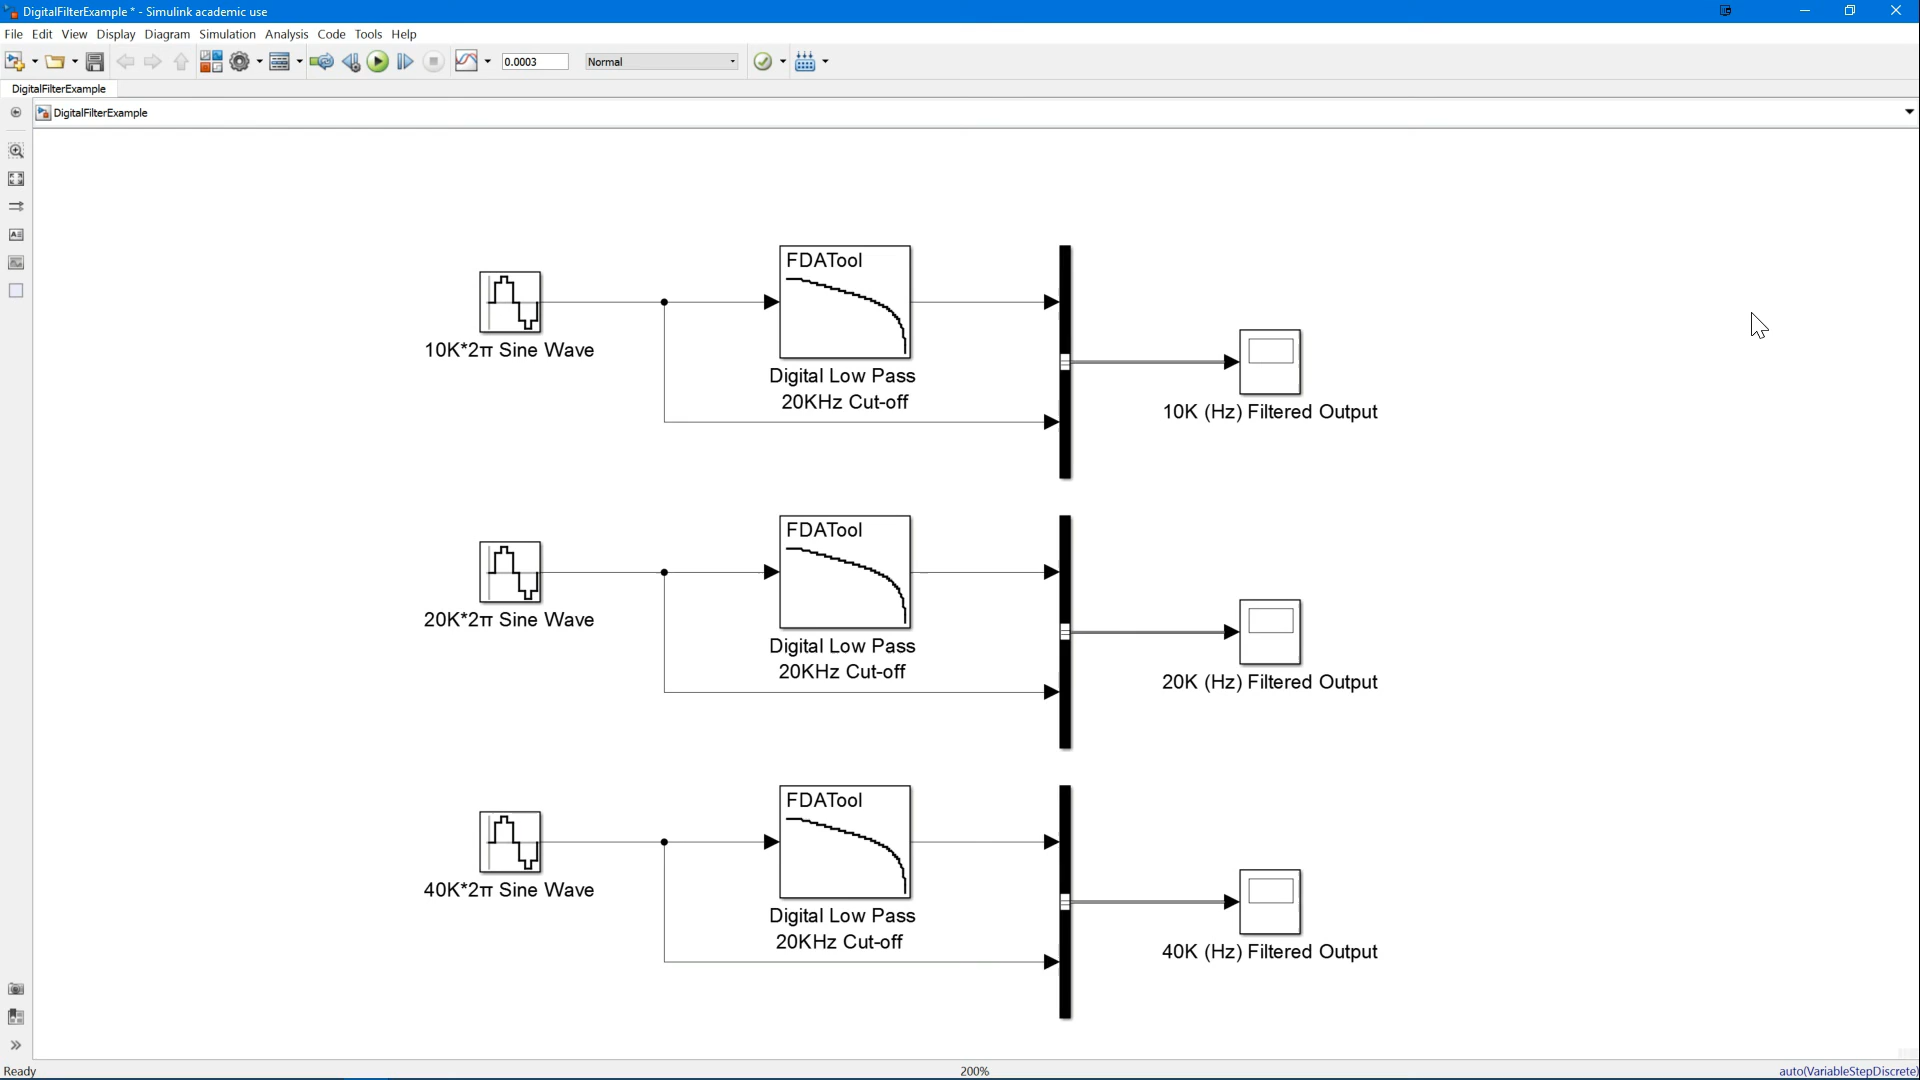 DigitalFilterExample * - Simulink academic use
File Edit View Display Diagram Simulation Analysis Code Tools Help
0.0003 Normal
DigitalFilterExample
DigitalFilterExample
FDATool
10K*2π Sine Wave
Digital Low Pass
20KHz Cut-off
10K (Hz) Filtered Output
FDATool
20K*2π Sine Wave
Digital Low Pass
20KHz Cut-off
20K (Hz) Filtered Output
FDATool
40K*2π Sine Wave
Digital Low Pass
20KHz Cut-off
40K (Hz) Filtered Output
Ready 200% auto(VariableStepDiscrete)